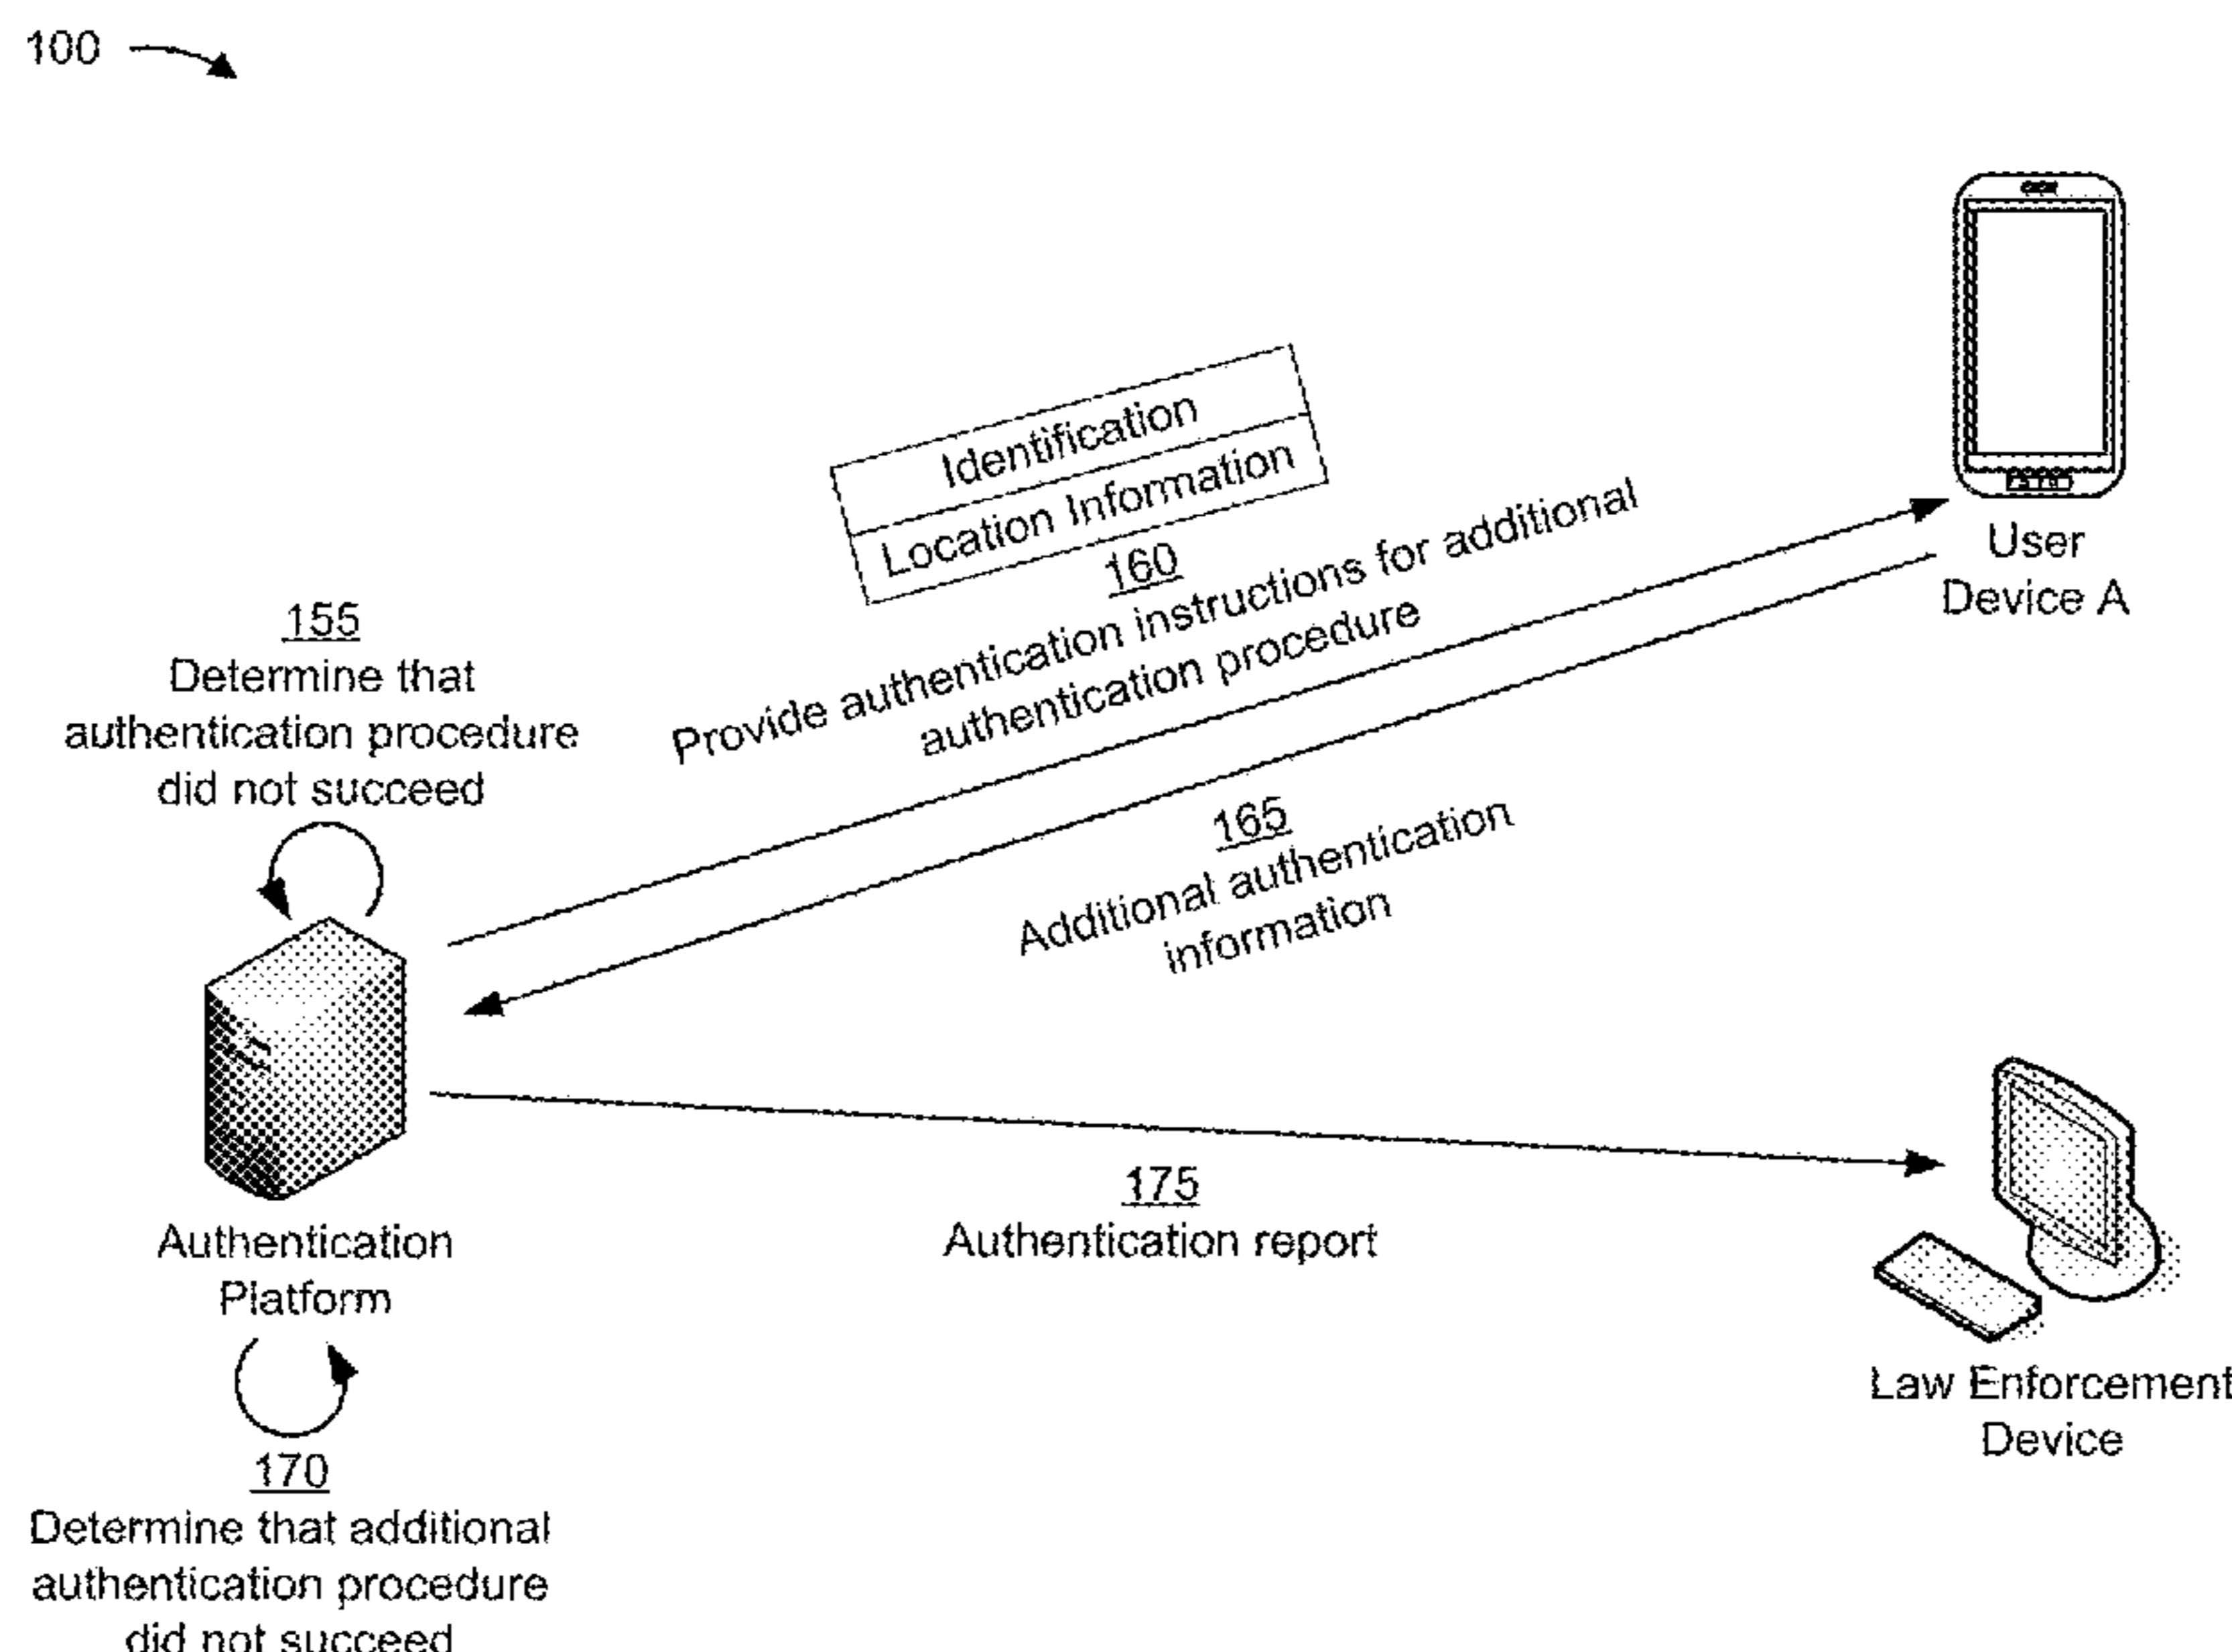 100
Identification
Location Information
160
Provide authentication instructions for additional
authentication procedure
User
Device A
155
Determine that
authentication procedure
did not succeed
165
Additional authentication
information
175
Authentication report
Authentication
Platform
Law Enforcement
Device
170
Determine that additional
authentication procedure
did not succeed